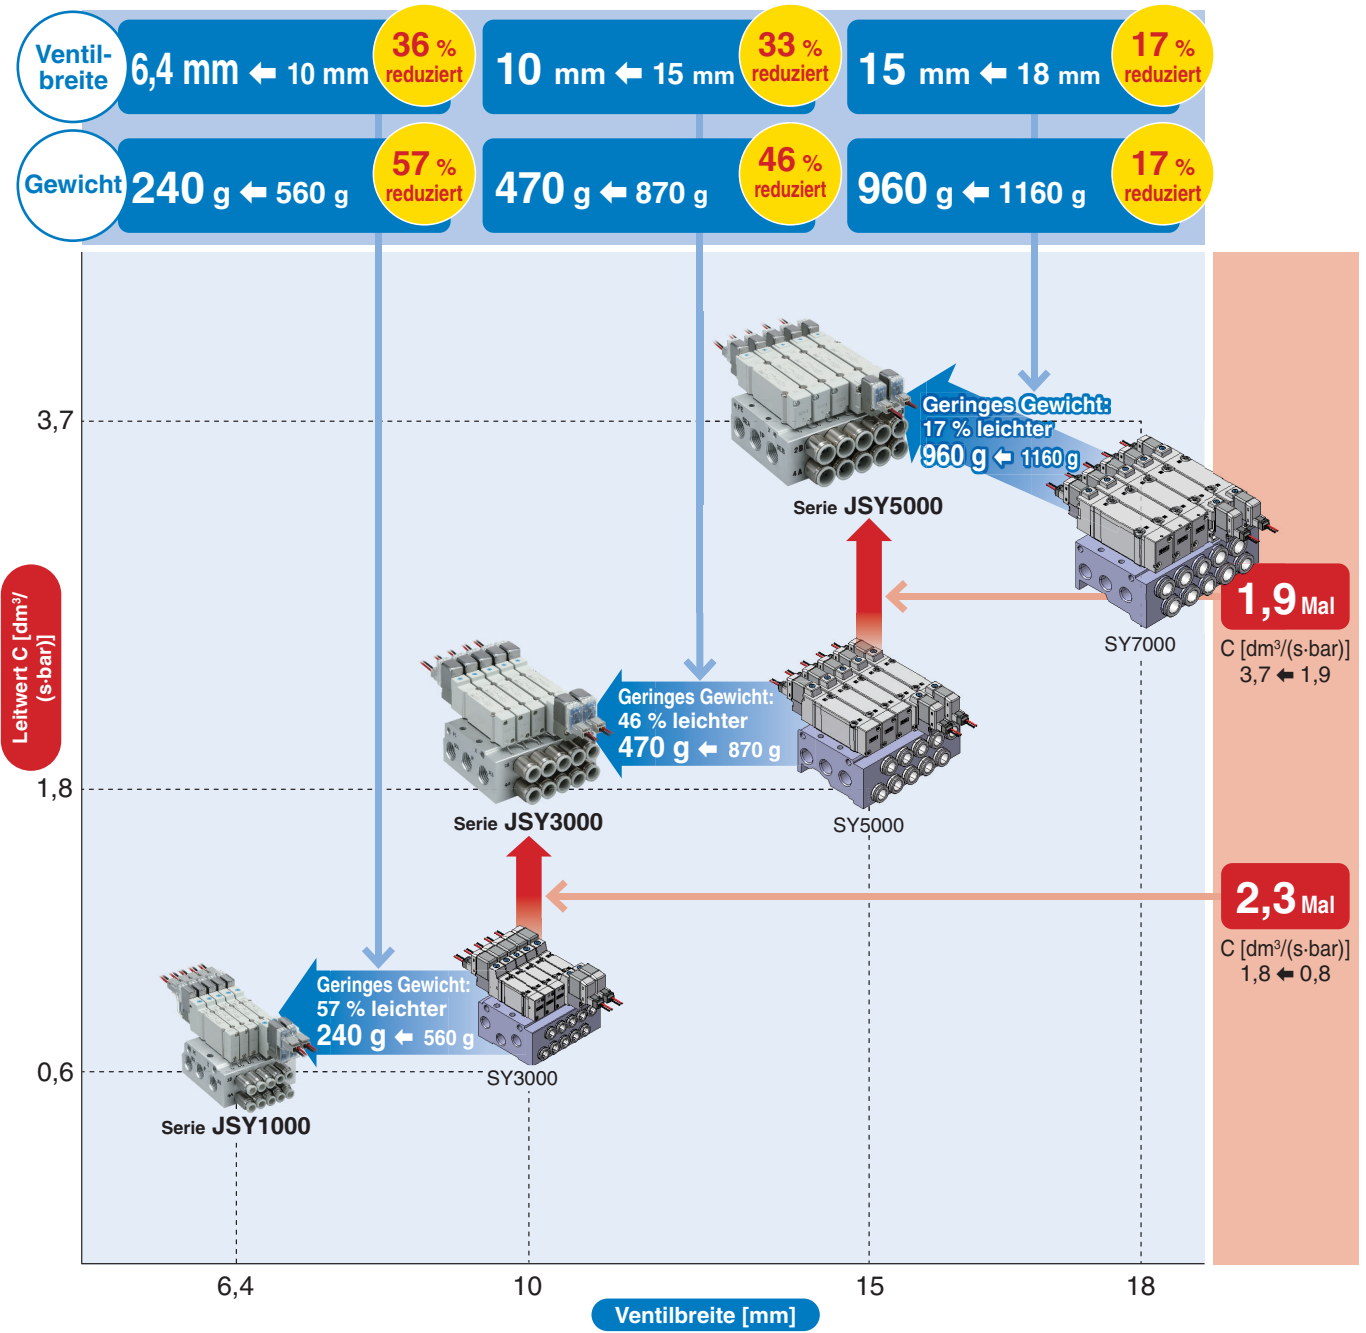 Ventil-
breite
6,4 mm ⬅ 10 mm
36 %
reduziert
10 mm ⬅ 15 mm
33 %
reduziert
15 mm ⬅ 18 mm
17 %
reduziert
Gewicht
240 g ⬅ 560 g
57 %
reduziert
470 g ⬅ 870 g
46 %
reduziert
960 g ⬅ 1160 g
17 %
reduziert
3,7
Geringes Gewicht:
17 % leichter
960 g ⬅ 1160 g
Serie JSY5000
SY7000
1,9 Mal
C [dm³/(s·bar)]
3,7 ⬅ 1,9
Leitwert C [dm³/
(s·bar)]
Geringes Gewicht:
46 % leichter
470 g ⬅ 870 g
1,8
Serie JSY3000
SY5000
2,3 Mal
C [dm³/(s·bar)]
1,8 ⬅ 0,8
Geringes Gewicht:
57 % leichter
240 g ⬅ 560 g
0,6
SY3000
Serie JSY1000
6,4
10
15
18
Ventilbreite [mm]